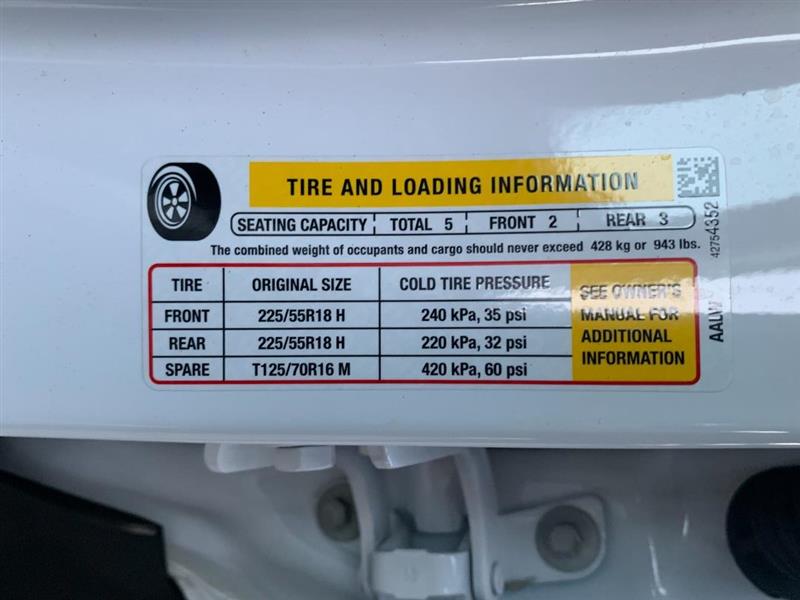 TIRE AND LOADING INFORMATION
SEATING CAPACITY TOTAL 5 FRONT 2 REAR 3
The combined weight of occupants and cargo should never exceed 428 kg or 943 lbs.
TIRE ORIGINAL SIZE COLD TIRE PRESSURE
FRONT 225/55R18 H 240 kPa, 35 psi
REAR 225/55R18 H 220 kPa, 32 psi
SPARE T125/70R16 M 420 kPa, 60 psi
SEE OWNER'S
MANUAL FOR
ADDITIONAL
INFORMATION
42754352